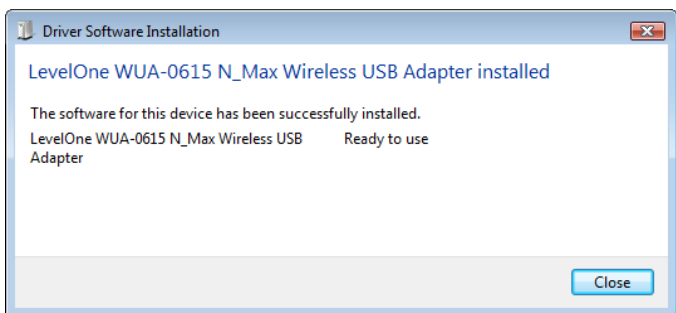 Driver Software Installation
LevelOne WUA-0615 N_Max Wireless USB Adapter installed
The software for this device has been successfully installed.
LevelOne WUA-0615 N_Max Wireless USB Ready to use
Adapter
Close